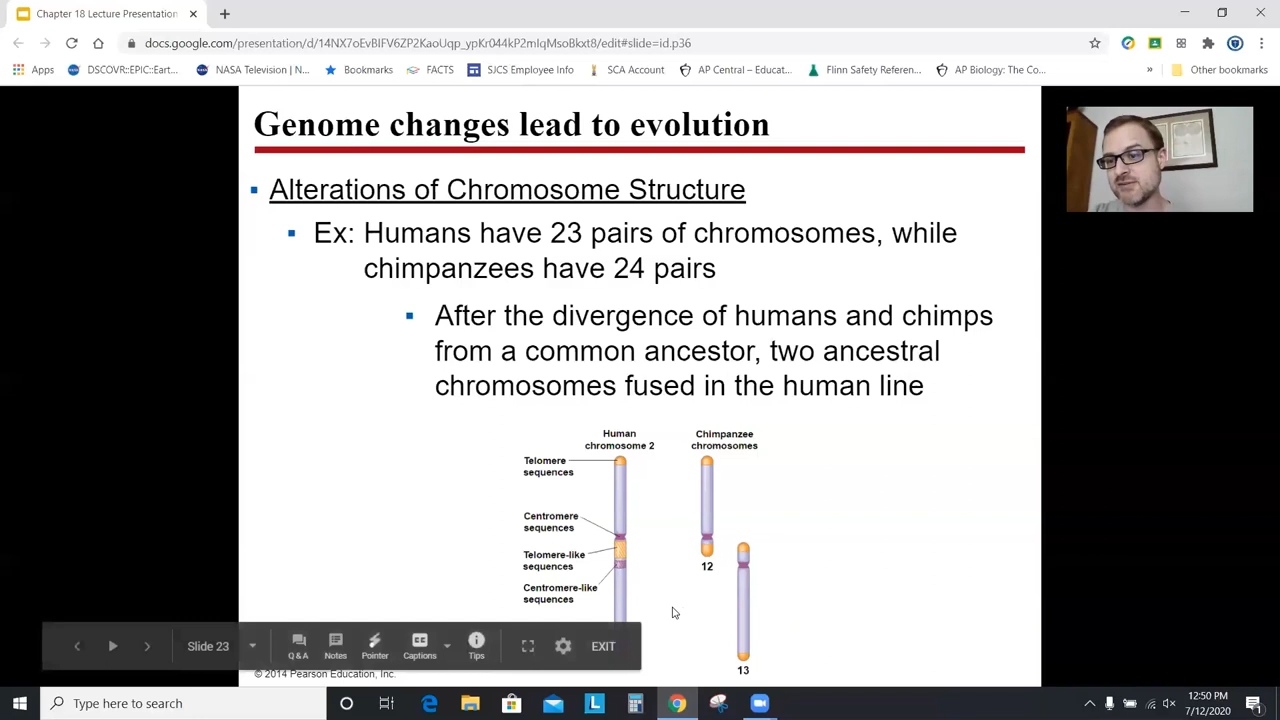 Chapter 18 Lecture Presentation
docs.google.com/presentation/d/14NX7oEvBIFV6ZP2KaoUqp_ypKr044bP2mIqMsoBkxt8/edit#slide=id.p36
Apps
DSCOVR::EPIC::Eart...
NASA Television | N...
Bookmarks
FACTS
SJCS Employee Info
SCA Account
AP Central – Educat...
Flinn Safety Referen...
AP Biology: The Co...
»
Other bookmarks
Genome changes lead to evolution
▪ Alterations of Chromosome Structure
▪ Ex: Humans have 23 pairs of chromosomes, while
chimpanzees have 24 pairs
▪ After the divergence of humans and chimps
from a common ancestor, two ancestral
chromosomes fused in the human line
Human
chromosome 2
Chimpanzee
chromosomes
Telomere
sequences
Centromere
sequences
Telomere-like
sequences
Centromere-like
sequences
12
13
Slide 23
Q & A
Notes
Pointer
CC
Captions
Tips
EXIT
© 2014 Pearson Education, Inc.
Type here to search
L
12:50 PM
7/12/2020
1